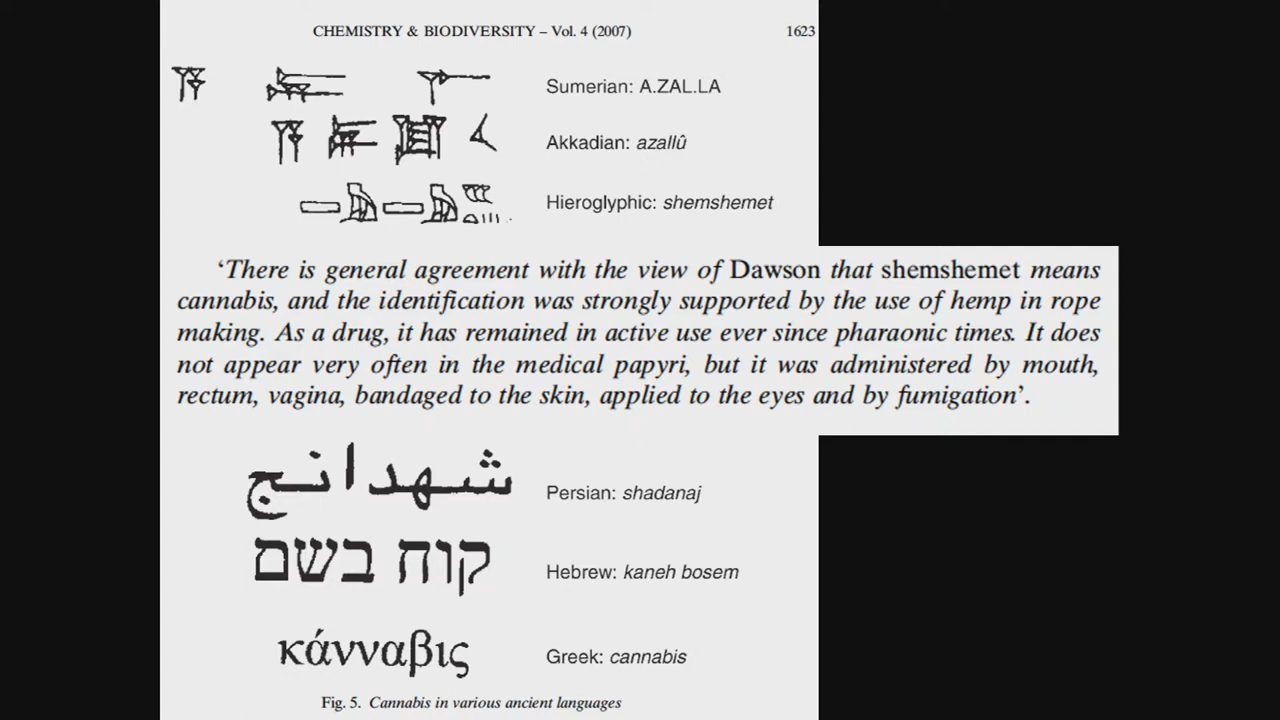 CHEMISTRY & BIODIVERSITY – Vol. 4 (2007) 1623
Sumerian: A.ZAL.LA
Akkadian: azallû
Hieroglyphic: shemshemet
‘There is general agreement with the view of Dawson that shemshemet means
cannabis, and the identification was strongly supported by the use of hemp in rope
making. As a drug, it has remained in active use ever since pharaonic times. It does
not appear very often in the medical papyri, but it was administered by mouth,
rectum, vagina, bandaged to the skin, applied to the eyes and by fumigation’.
شهدانج Persian: shadanaj
קוח בשם Hebrew: kaneh bosem
κάνναβις Greek: cannabis
Fig. 5. Cannabis in various ancient languages